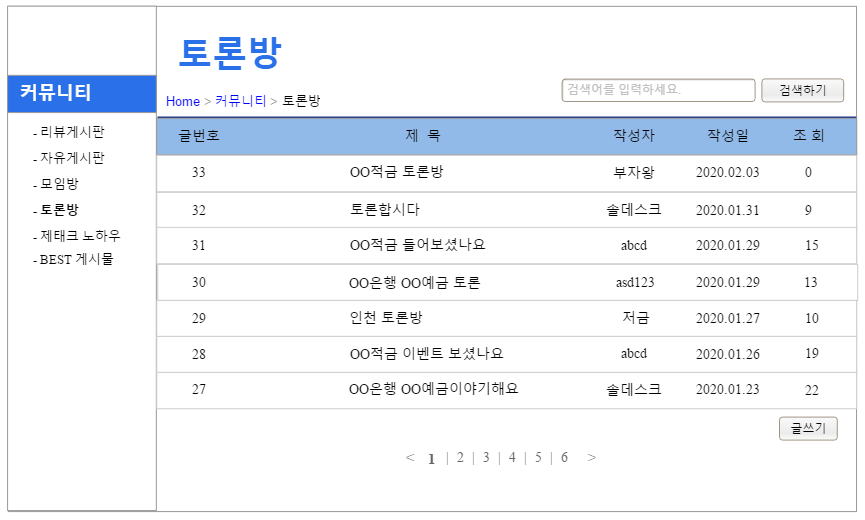 토론방
커뮤니티
Home > 커뮤니티 > 토론방
검색어를 입력하세요.
검색하기
- 리뷰게시판
- 자유게시판
- 모임방
- 토론방
- 제태크 노하우
- BEST 게시물
글번호 제 목 작성자 작성일 조 회
33 OO적금 토론방 부자왕 2020.02.03 0
32 토론합시다 솔데스크 2020.01.31 9
31 OO적금 들어보셨나요 abcd 2020.01.29 15
30 OO은행 OO예금 토론 asd123 2020.01.29 13
29 인천 토론방 저금 2020.01.27 10
28 OO적금 이벤트 보셨나요 abcd 2020.01.26 19
27 OO은행 OO예금이야기해요 솔데스크 2020.01.23 22
글쓰기
< 1 | 2 | 3 | 4 | 5 | 6 >